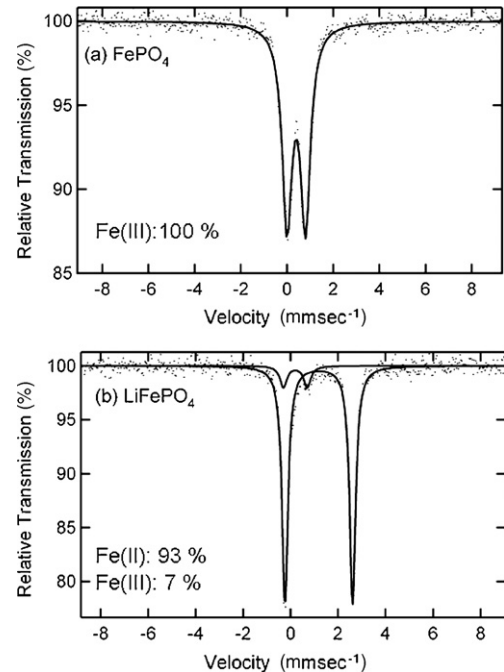 100
(a) FePO₄
95
90
Fe(III):100 %
85
Relative Transmission (%)
-8 -6 -4 -2 0 2 4 6 8
Velocity (mmsec⁻¹)
100
(b) LiFePO₄
95
90
85
Fe(II): 93 %
80
Fe(III): 7 %
Relative Transmission (%)
-8 -6 -4 -2 0 2 4 6 8
Velocity (mmsec⁻¹)